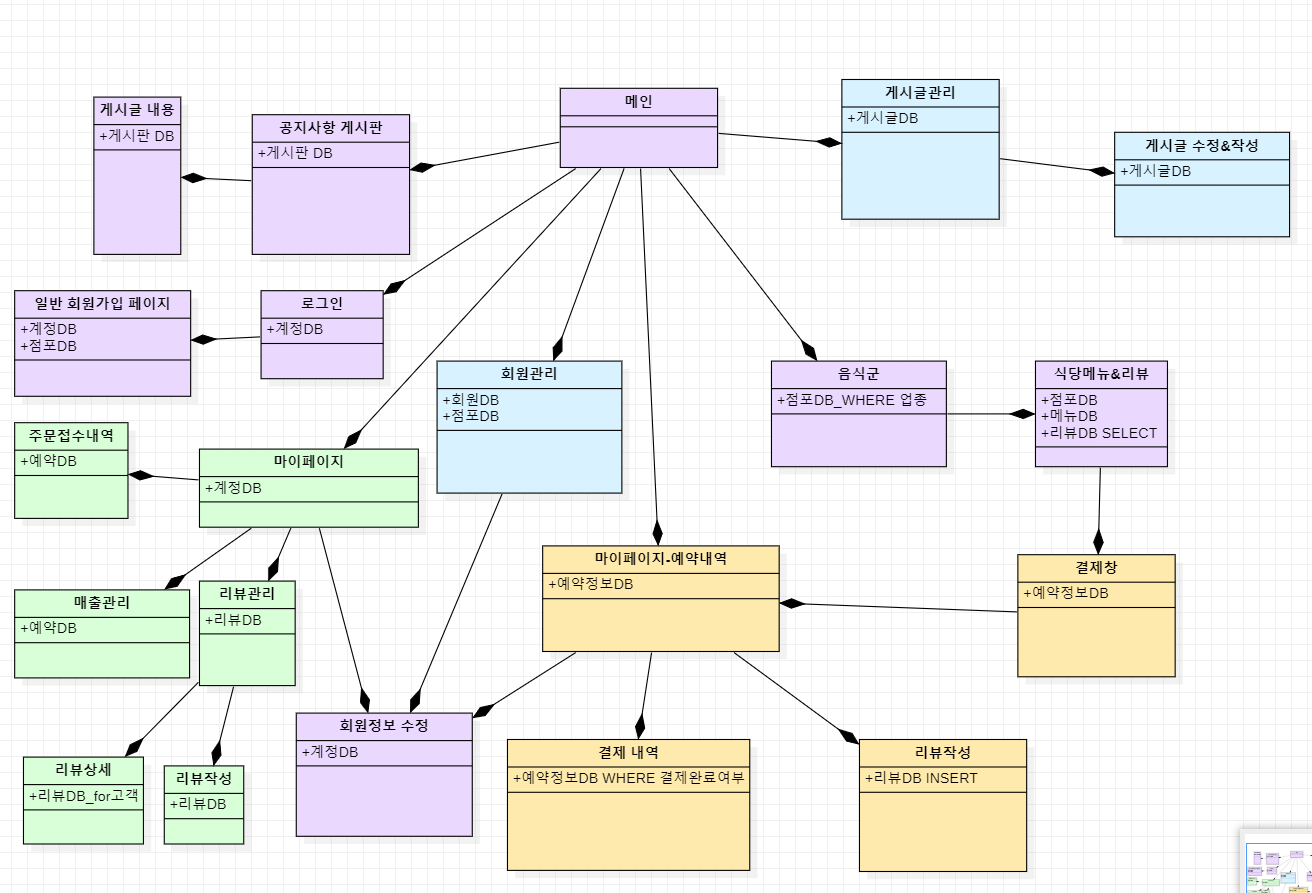 메인
게시글관리
+게시글DB
게시글 내용
+게시판 DB
공지사항 게시판
+게시판 DB
게시글 수정&작성
+게시글DB
일반 회원가입 페이지
+계정DB
+점포DB
로그인
+계정DB
회원관리
+회원DB
+점포DB
음식군
+점포DB_WHERE 업종
식당메뉴&리뷰
+점포DB
+메뉴DB
+리뷰DB SELECT
주문접수내역
+예약DB
마이페이지
+계정DB
마이페이지-예약내역
+예약정보DB
결제창
+예약정보DB
매출관리
+예약DB
리뷰관리
+리뷰DB
회원정보 수정
+계정DB
결제 내역
+예약정보DB WHERE 결제완료여부
리뷰작성
+리뷰DB INSERT
리뷰상세
+리뷰DB_for고객
리뷰작성
+리뷰DB